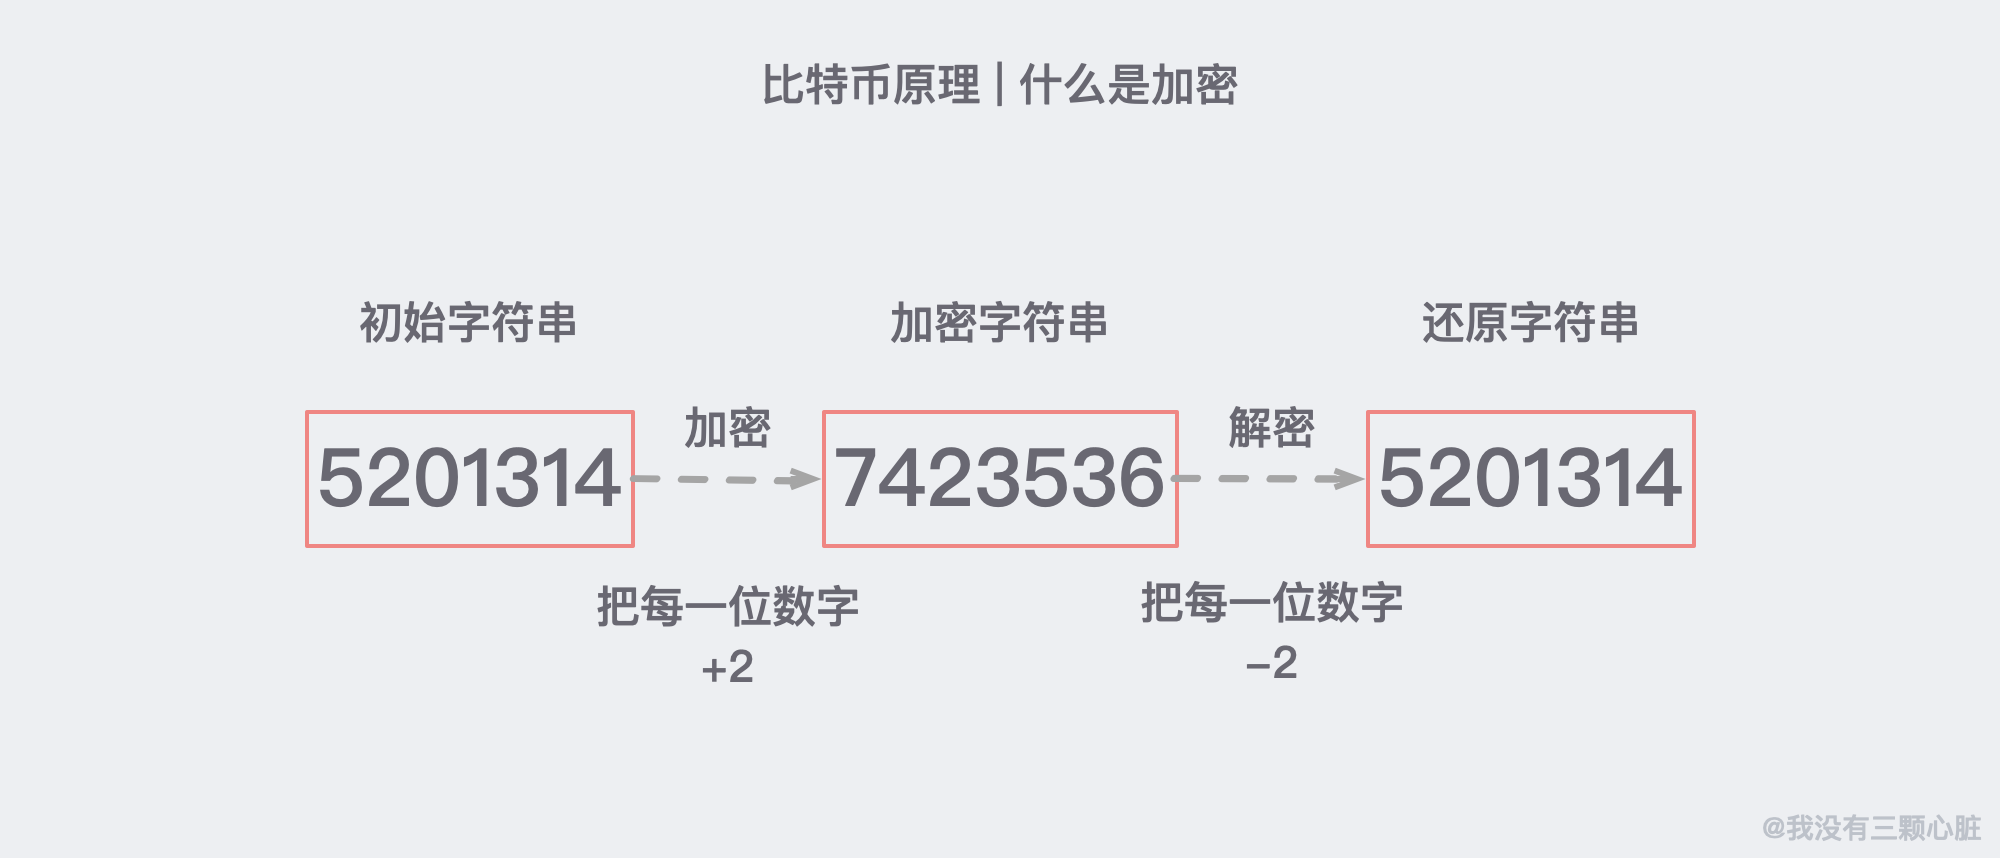 比特币原理 | 什么是加密
初始字符串
加密字符串
还原字符串
加密
解密
5201314
7423536
5201314
把每一位数字
+2
把每一位数字
-2
@我没有三颗心脏